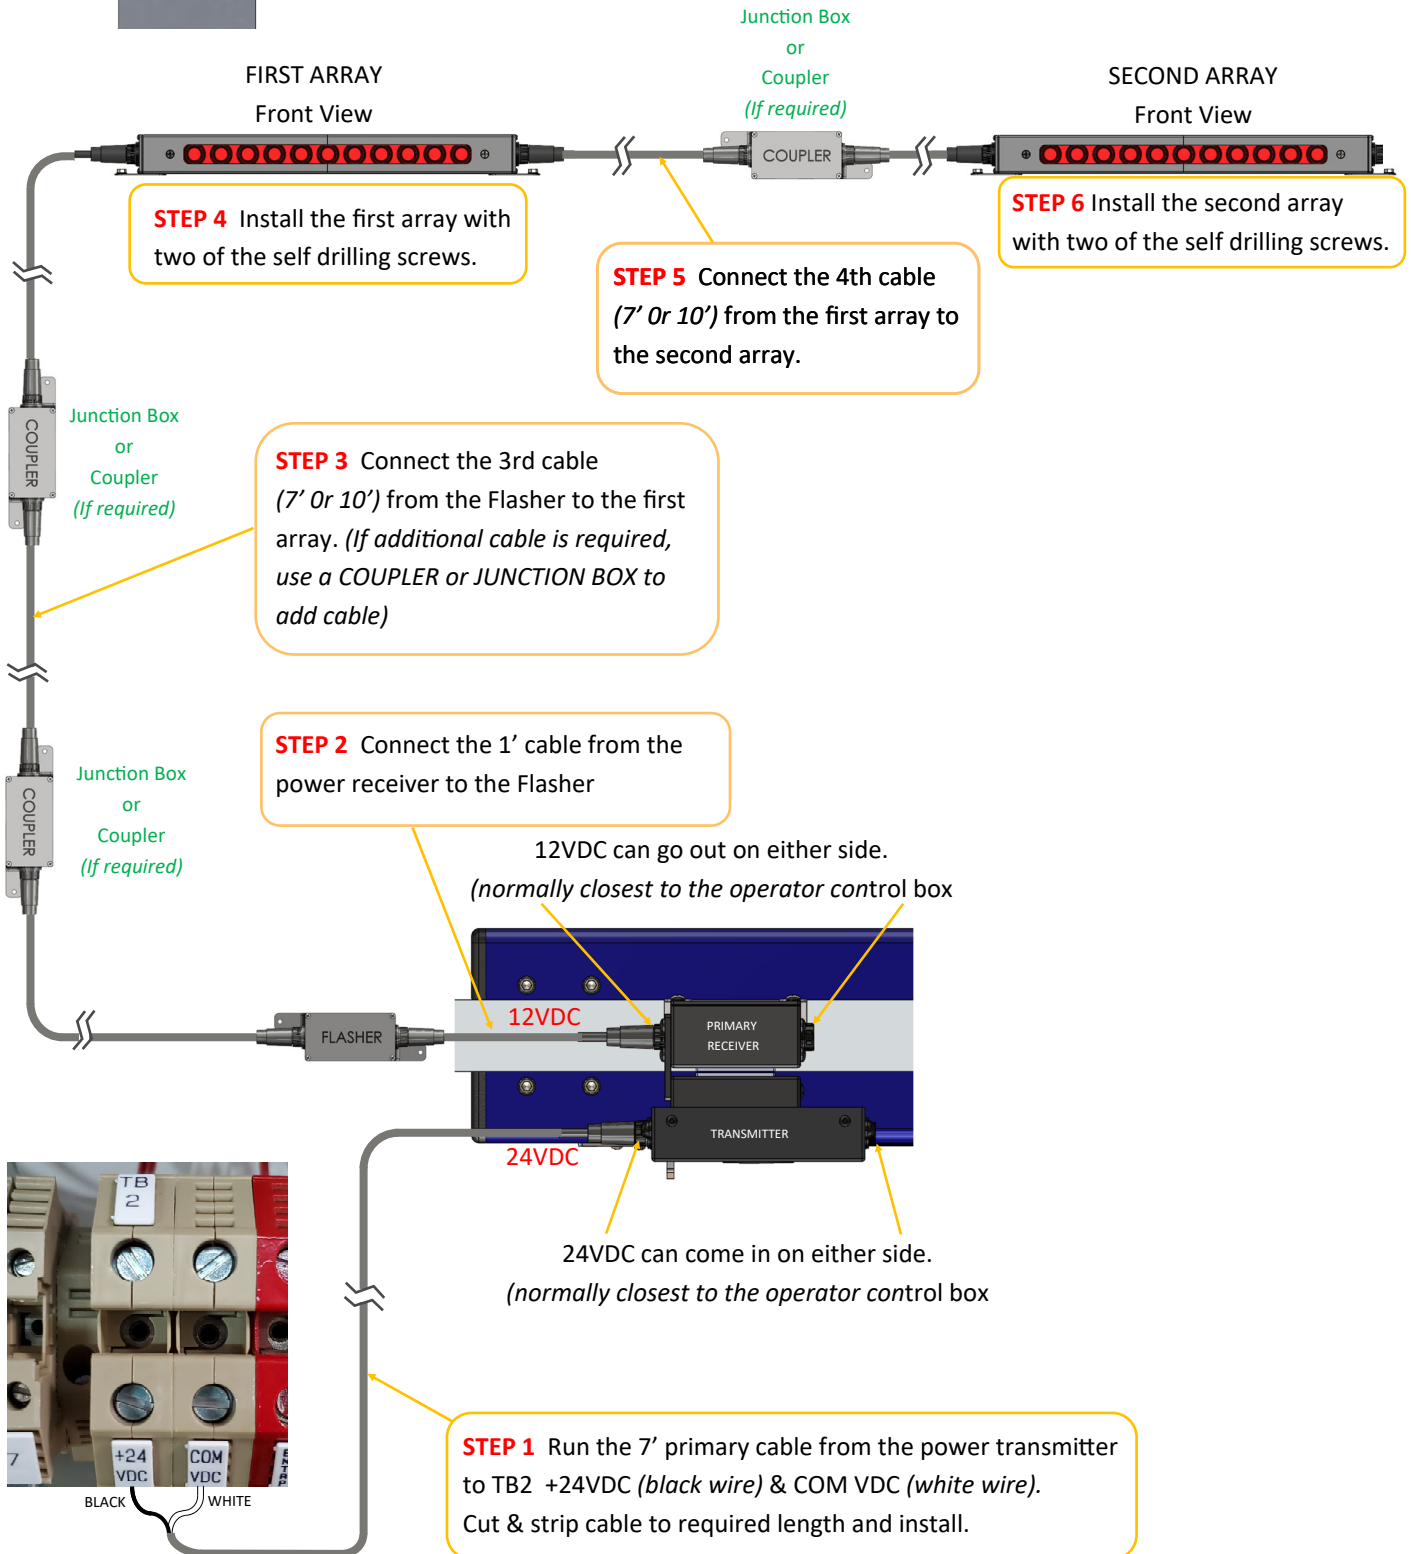 Junction Box
or
Coupler
(If required)
FIRST ARRAY
Front View
SECOND ARRAY
Front View
COUPLER
STEP 4 Install the first array with
two of the self drilling screws.
STEP 6 Install the second array
with two of the self drilling screws.
STEP 5 Connect the 4th cable
(7’ 0r 10’) from the first array to
the second array.
COUPLER
Junction Box
or
Coupler
(If required)
STEP 3 Connect the 3rd cable
(7’ 0r 10’) from the Flasher to the first
array. (If additional cable is required,
use a COUPLER or JUNCTION BOX to
add cable)
STEP 2 Connect the 1’ cable from the
power receiver to the Flasher
COUPLER
Junction Box
or
Coupler
(If required)
12VDC can go out on either side.
(normally closest to the operator control box
12VDC
FLASHER
PRIMARY
RECEIVER
TRANSMITTER
24VDC
24VDC can come in on either side.
(normally closest to the operator control box
TB
2
7
+24
VDC
COM
VDC
BLACK
WHITE
STEP 1 Run the 7’ primary cable from the power transmitter
to TB2 +24VDC (black wire) & COM VDC (white wire).
Cut & strip cable to required length and install.